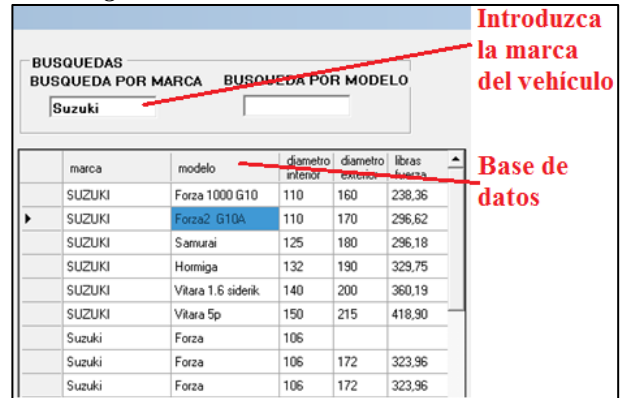 Introduzca
la marca
del vehículo
BUSQUEDAS
BUSQUEDA POR MARCA BUSQUEDA POR MODELO
Suzuki
Base de
datos
marca modelo diametro interior diametro exterior libras fuerza
SUZUKI Forza 1000 G10 110 160 238,36
SUZUKI Forza2 G10A 110 170 296,62
SUZUKI Samurai 125 180 296,18
SUZUKI Hormiga 132 190 329,75
SUZUKI Vitara 1.6 siderik 140 200 360,19
SUZUKI Vitara 5p 150 215 418,90
Suzuki Forza 106
Suzuki Forza 106 172 323,96
Suzuki Forza 106 172 323,96